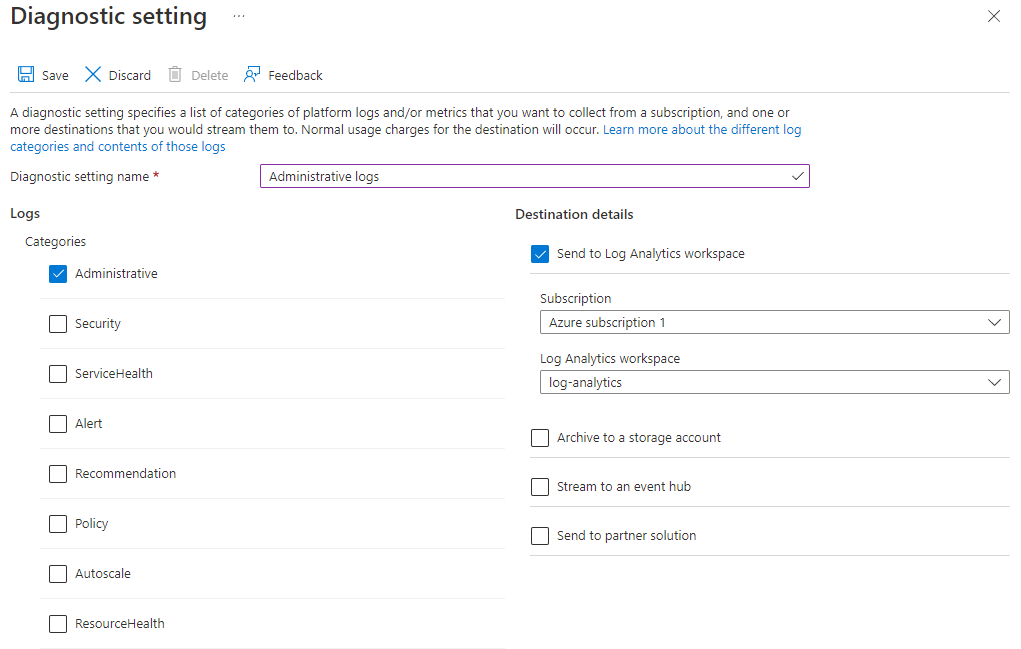 Diagnostic setting ...
Save Discard Delete Feedback
A diagnostic setting specifies a list of categories of platform logs and/or metrics that you want to collect from a subscription, and one or
more destinations that you would stream them to. Normal usage charges for the destination will occur. Learn more about the different log
categories and contents of those logs
Diagnostic setting name * Administrative logs
Logs
Categories
Administrative
Security
ServiceHealth
Alert
Recommendation
Policy
Autoscale
ResourceHealth
Destination details
Send to Log Analytics workspace
Subscription
Azure subscription 1
Log Analytics workspace
log-analytics
Archive to a storage account
Stream to an event hub
Send to partner solution